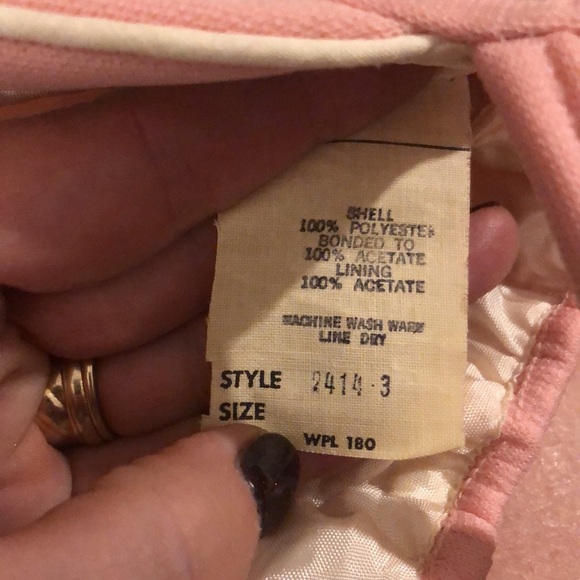 SHELL
100% POLYESTER
BONDED TO
100% ACETATE
LINING
100% ACETATE
MACHINE WASH WARM
LINE DRY
STYLE 2414-3
SIZE
WPL 180